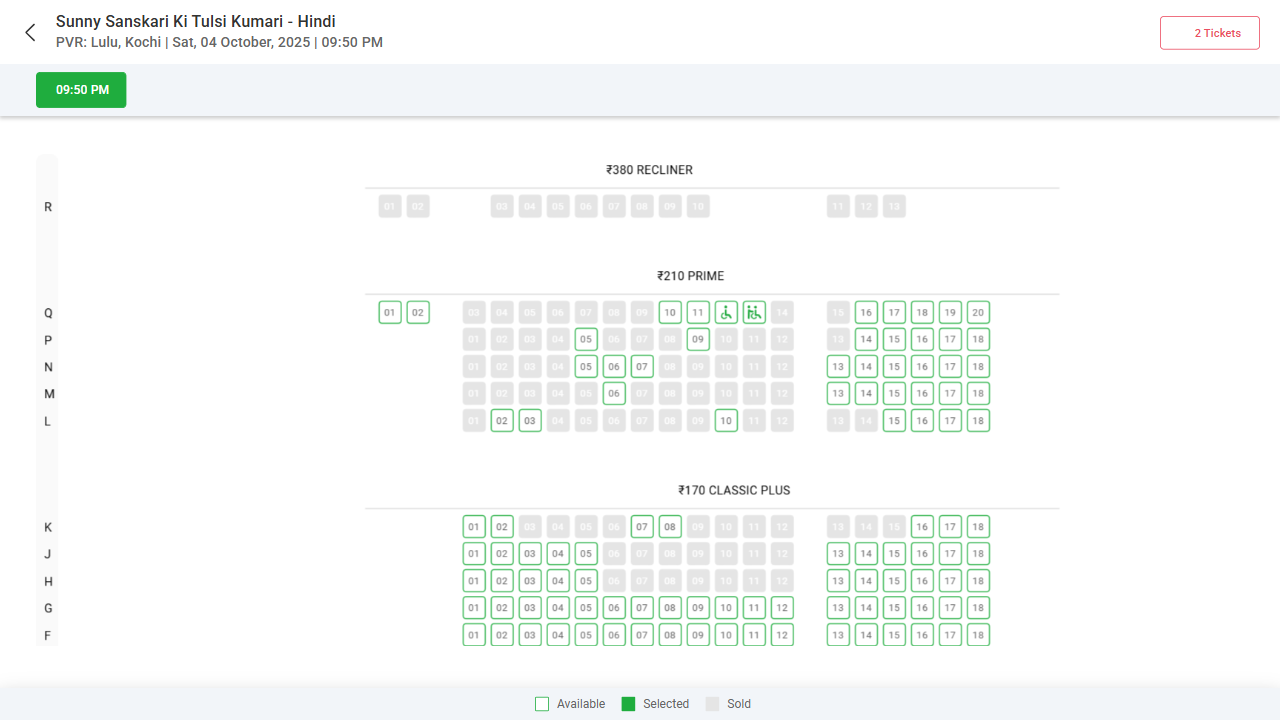 Sunny Sanskari Ki Tulsi Kumari - Hindi
PVR: Lulu, Kochi | Sat, 04 October, 2025 | 09:50 PM
2 Tickets
09:50 PM
₹380 RECLINER
R 01 02 03 04 05 06 07 08 09 10 11 12 13
₹210 PRIME
Q 01 02 03 04 05 06 07 08 09 10 11 14 15 16 17 18 19 20
P 01 02 03 04 05 06 07 08 09 10 11 12 13 14 15 16 17 18
N 01 02 03 04 05 06 07 08 09 10 11 12 13 14 15 16 17 18
M 01 02 03 04 05 06 07 08 09 10 11 12 13 14 15 16 17 18
L 01 02 03 04 05 06 07 08 09 10 11 12 13 14 15 16 17 18
₹170 CLASSIC PLUS
K 01 02 03 04 05 06 07 08 09 10 11 12 13 14 15 16 17 18
J 01 02 03 04 05 06 07 08 09 10 11 12 13 14 15 16 17 18
H 01 02 03 04 05 06 07 08 09 10 11 12 13 14 15 16 17 18
G 01 02 03 04 05 06 07 08 09 10 11 12 13 14 15 16 17 18
F 01 02 03 04 05 06 07 08 09 10 11 12 13 14 15 16 17 18
Available Selected Sold